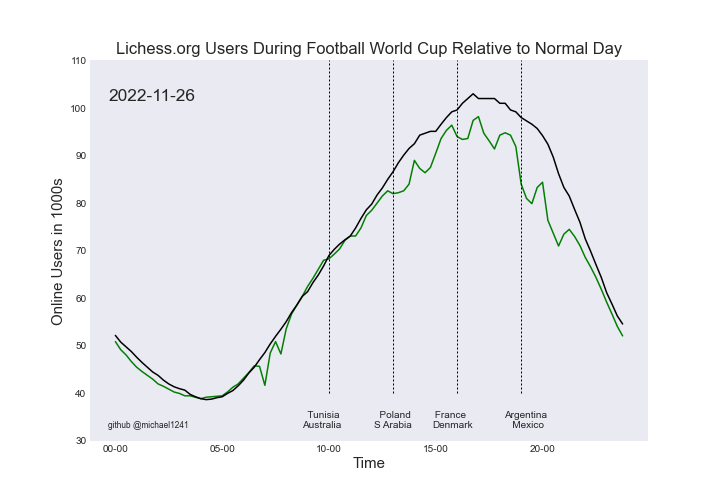 Lichess.org Users During Football World Cup Relative to Normal Day
110
2022-11-26
100
90
80
70
60
50
40
30
Online Users in 1000s
Tunisia
Australia
Poland
S Arabia
France
Denmark
Argentina
Mexico
github @michael1241
00-00
05-00
10-00
15-00
20-00
Time